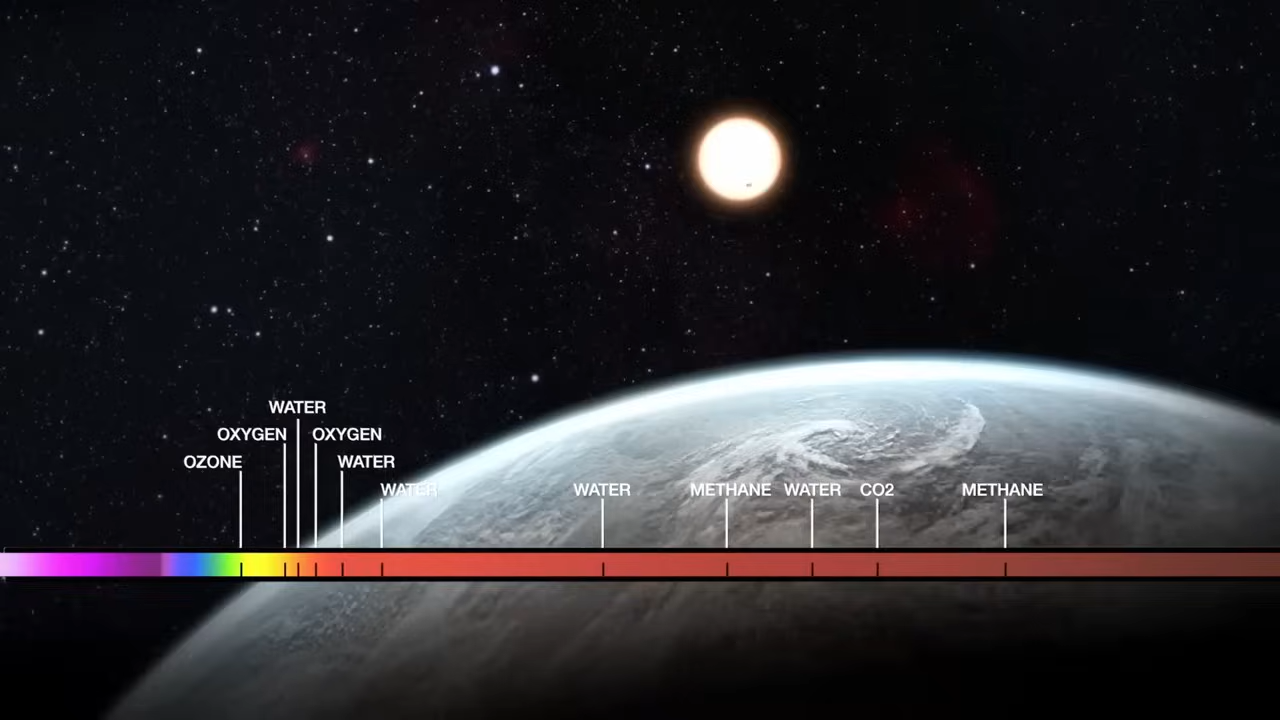 WATER
OXYGEN OXYGEN
OZONE WATER
WATER WATER METHANE WATER CO2 METHANE